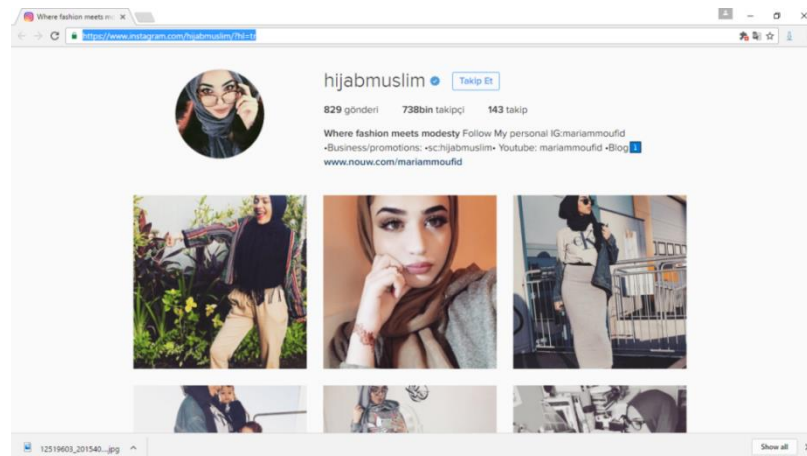 Where fashion meets mo
https://www.instagram.com/hijabmuslim/?hl=tr
hijabmuslim
Takip Et
829 gönderi 738bin takipçi 143 takip
Where fashion meets modesty Follow My personal IG:mariammoufid
•Business/promotions: •sc:hijabmuslim• Youtube: mariammoufid •Blog⬇
www.nouw.com/mariammoufid
12519603_201540...jpg
Show all